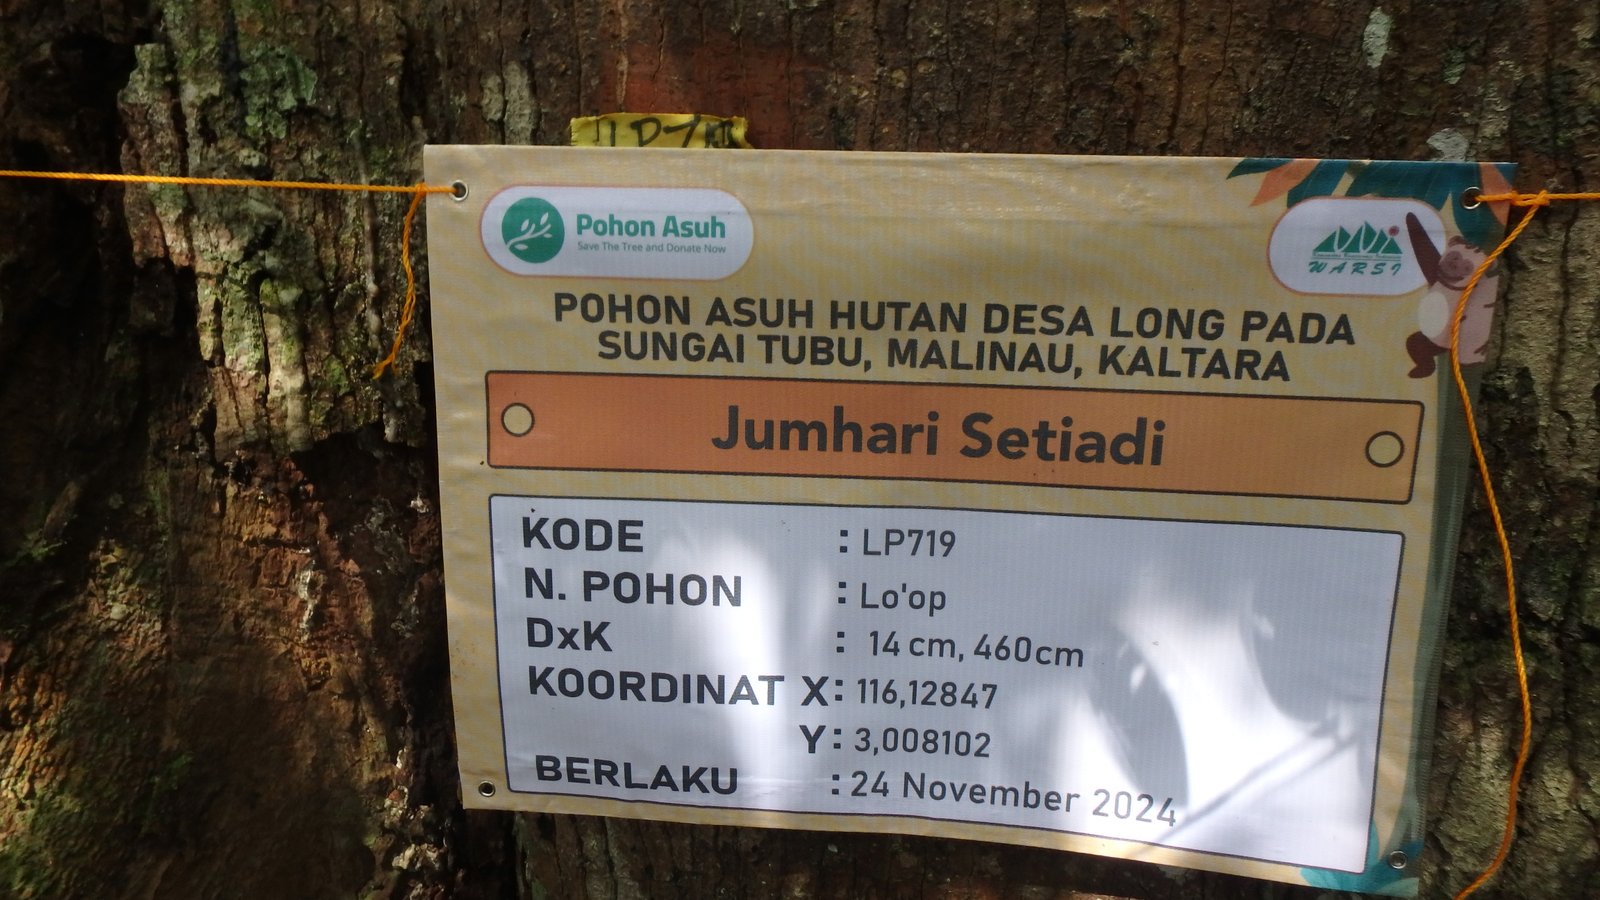 Pohon Asuh
Save The Tree and Donate Now
WARSI
POHON ASUH HUTAN DESA LONG PADA
SUNGAI TUBU, MALINAU, KALTARA
Jumhari Setiadi
KODE : LP719
N. POHON : Lo'op
DxK : 14 cm, 460cm
KOORDINAT X: 116,12847
Y: 3,008102
BERLAKU : 24 November 2024